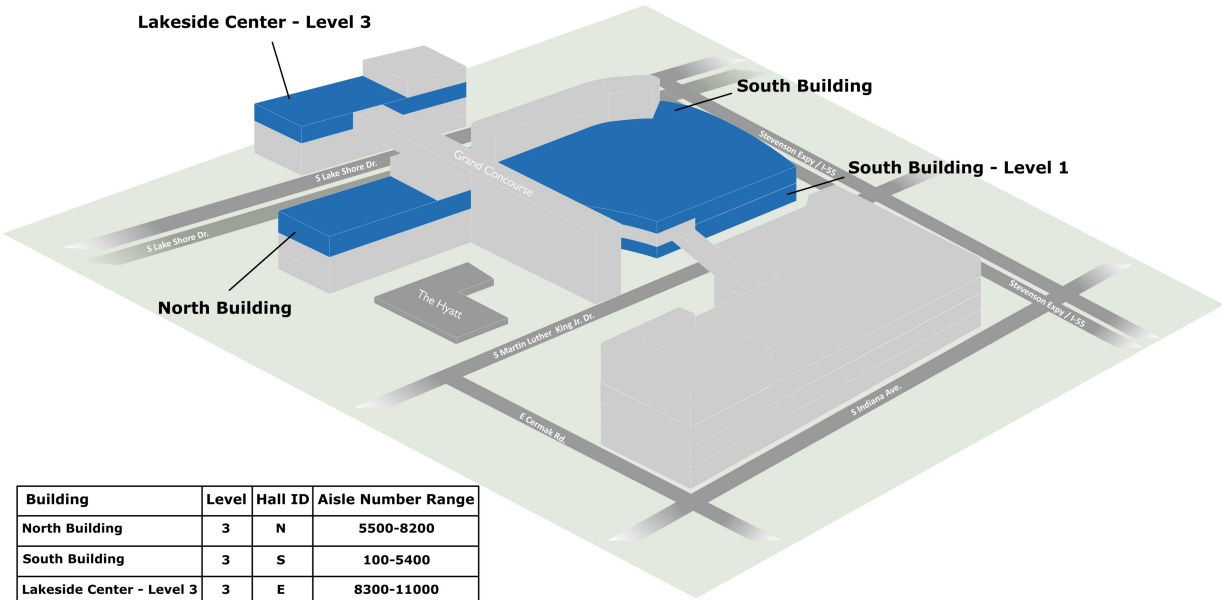 Lakeside Center - Level 3
South Building
Stevenson Expy / I-55
Grand Concourse
South Building - Level 1
S Lake Shore Dr.
S Lake Shore Dr.
North Building
The Hyatt
Stevenson Expy / I-55
S Martin Luther King Jr. Dr.
S Indiana Ave.
E Cermak Rd.
Building Level Hall ID Aisle Number Range
North Building 3 N 5500-8200
South Building 3 S 100-5400
Lakeside Center - Level 3 3 E 8300-11000